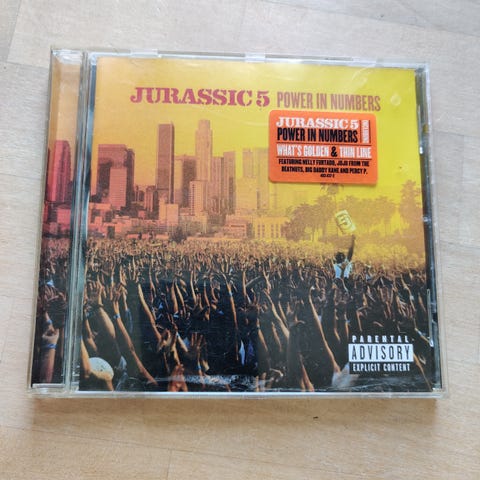 JURASSIC 5 POWER IN NUMBERS
JURASSIC 5
POWER IN NUMBERS
WHAT'S GOLDEN & THIN LINE
FEATURING NELLY FURTADO, JUJU FROM THE
BEATNUTS, BIG DADDY KANE AND PERCY P.
5
PARENTAL
ADVISORY
EXPLICIT CONTENT